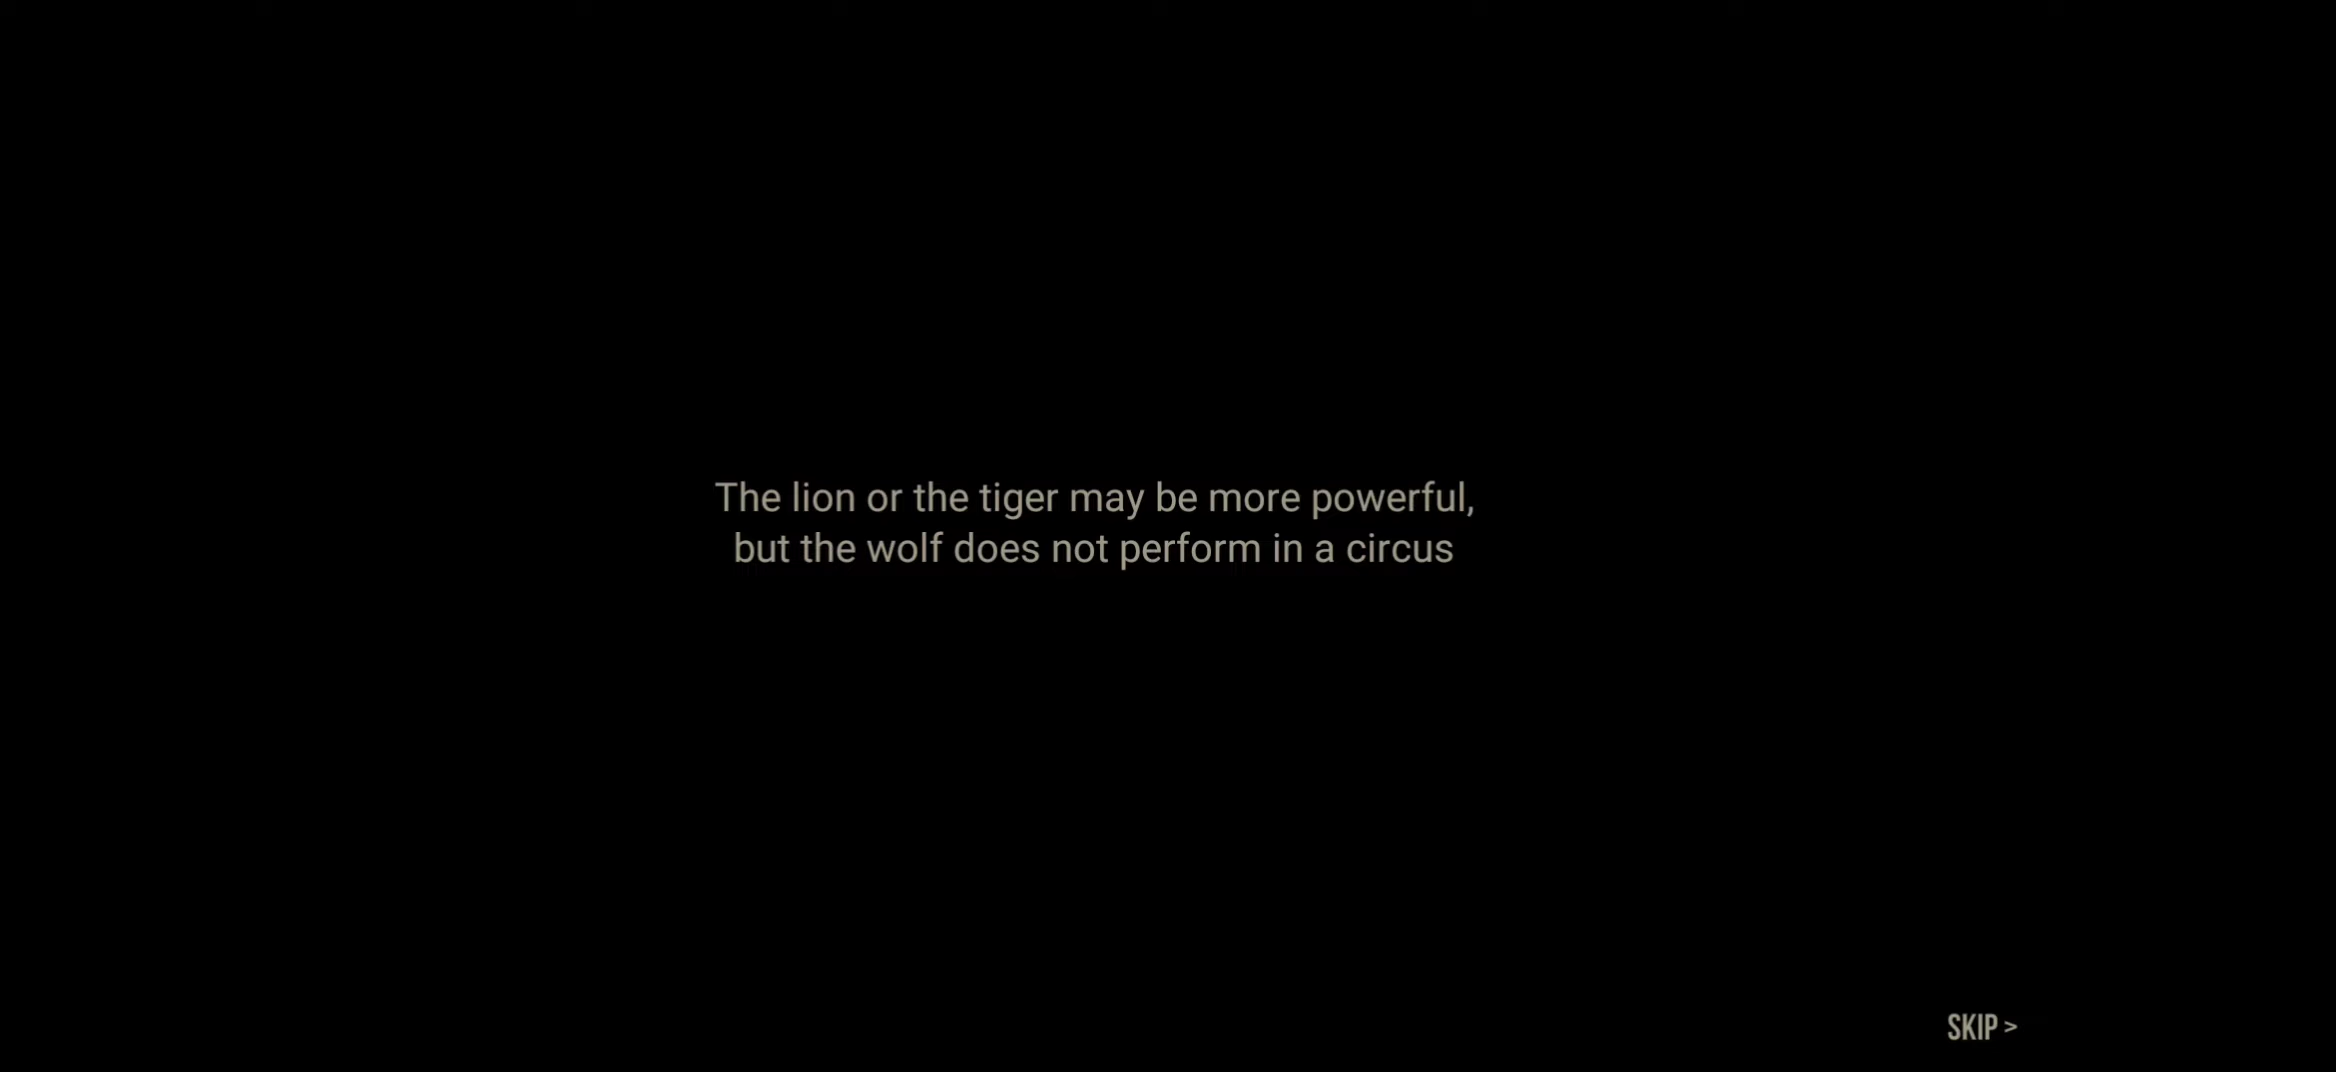 The lion or the tiger may be more powerful,
but the wolf does not perform in a circus
SKIP >